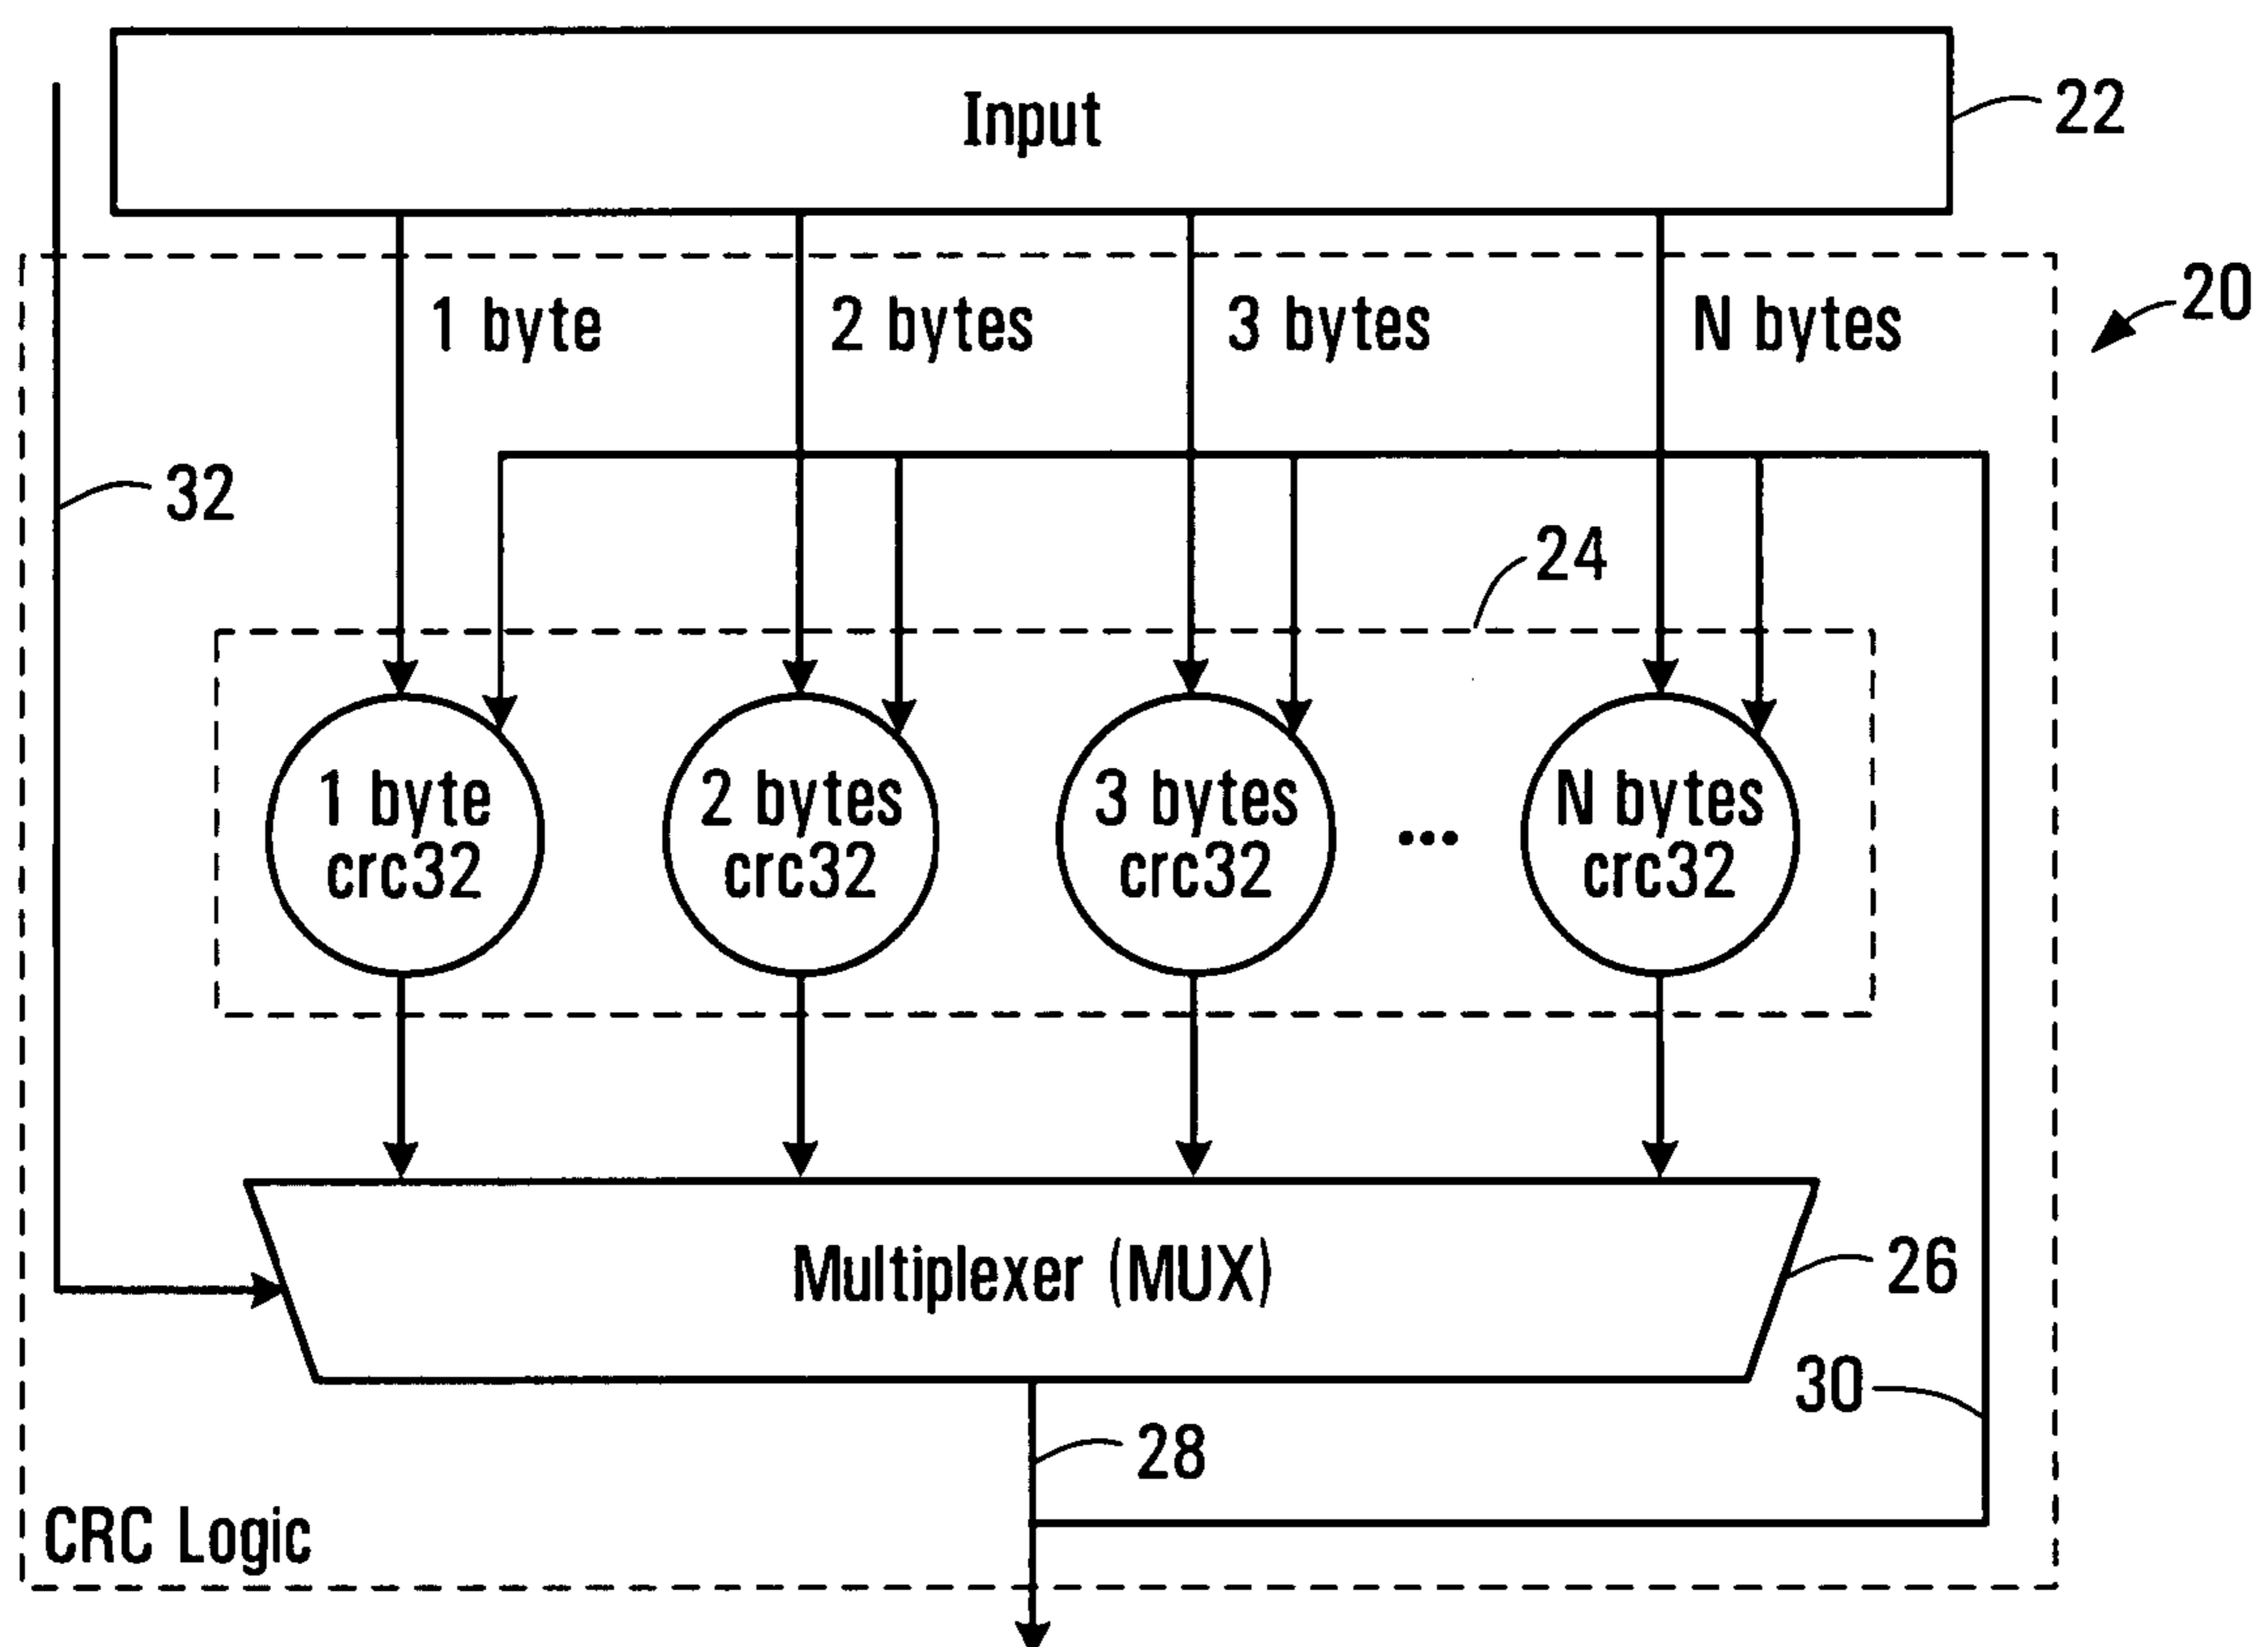 Input
22
20
1 byte
2 bytes
3 bytes
N bytes
32
24
1 byte
crc32
2 bytes
crc32
3 bytes
crc32
...
N bytes
crc32
Multiplexer (MUX)
26
30
28
CRC Logic